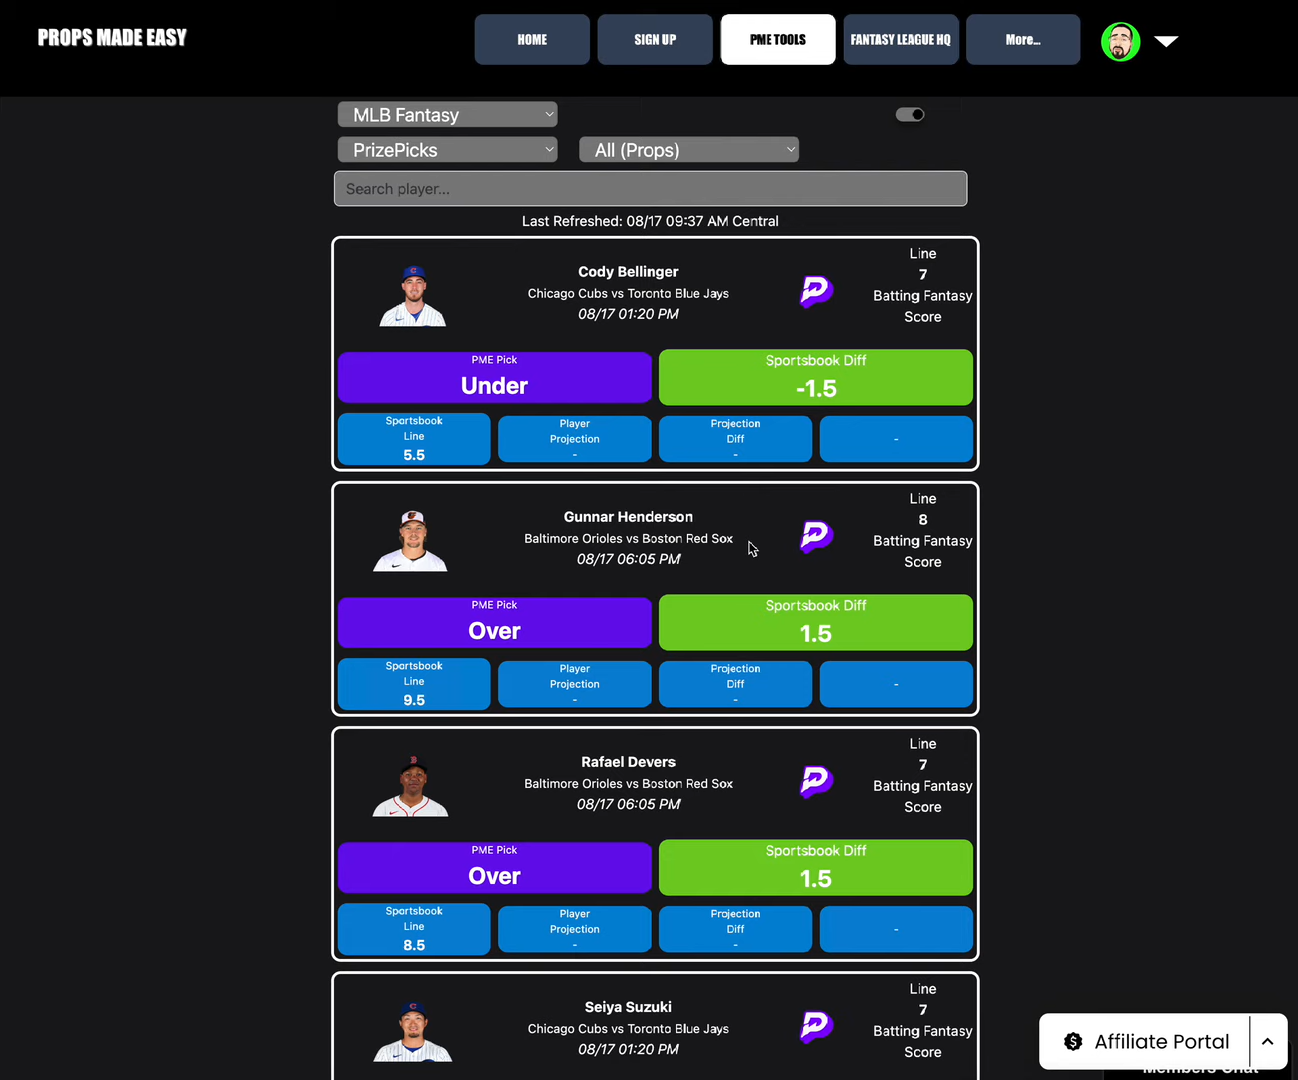 PROPS MADE EASY
HOME
SIGN UP
PME TOOLS
FANTASY LEAGUE HQ
More...
MLB Fantasy
PrizePicks
All (Props)
Search player...
Last Refreshed: 08/17 09:37 AM Central
Cody Bellinger
Chicago Cubs vs Toronto Blue Jays
08/17 01:20 PM
Line
7
Batting Fantasy
Score
PME Pick
Under
Sportsbook Diff
-1.5
Sportsbook
Line
5.5
Player
Projection
-
Projection
Diff
-
-
Gunnar Henderson
Baltimore Orioles vs Boston Red Sox
08/17 06:05 PM
Line
8
Batting Fantasy
Score
PME Pick
Over
Sportsbook Diff
1.5
Sportsbook
Line
9.5
Player
Projection
-
Projection
Diff
-
-
Rafael Devers
Baltimore Orioles vs Boston Red Sox
08/17 06:05 PM
Line
7
Batting Fantasy
Score
PME Pick
Over
Sportsbook Diff
1.5
Sportsbook
Line
8.5
Player
Projection
-
Projection
Diff
-
-
Seiya Suzuki
Chicago Cubs vs Toronto Blue Jays
08/17 01:20 PM
Line
7
Batting Fantasy
Score
Affiliate Portal
Members Chat